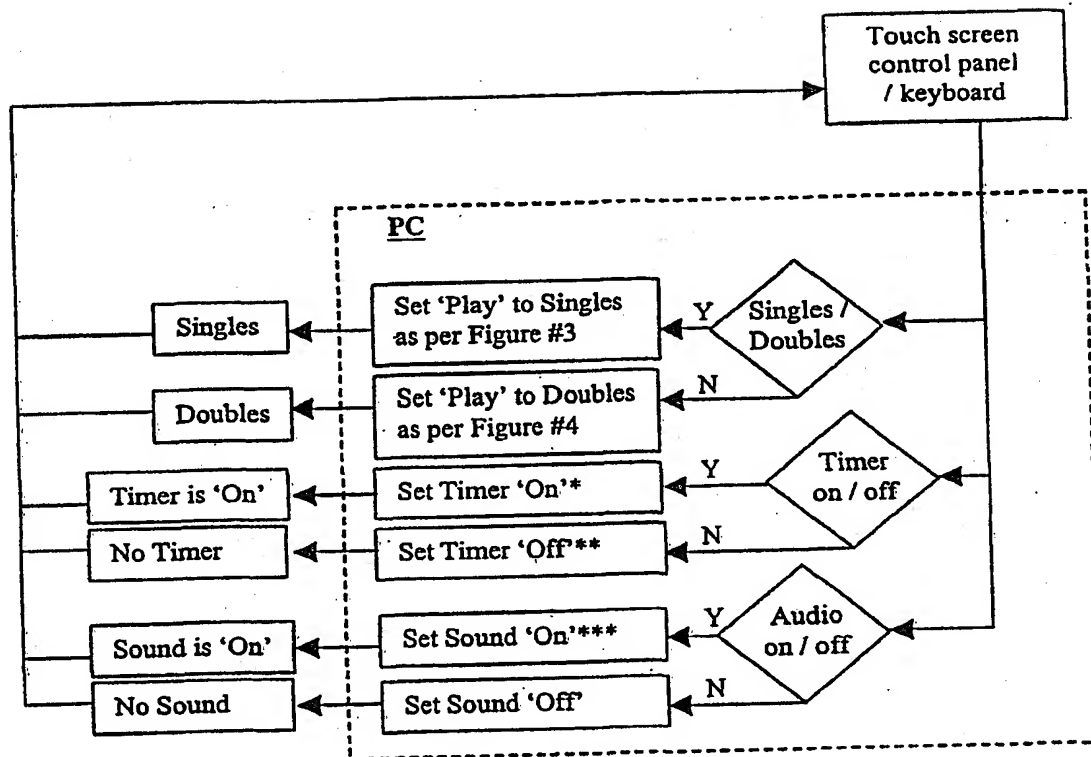 Touch screen
control panel
/ keyboard
PC
Singles
Set ‘Play’ to Singles
as per Figure #3
Y
Singles /
Doubles
Doubles
Set ‘Play’ to Doubles
as per Figure #4
N
Timer is ‘On’
Set Timer ‘On’*
Y
Timer
on / off
No Timer
Set Timer ‘Off’**
N
Sound is ‘On’
Set Sound ‘On’***
Y
Audio
on / off
No Sound
Set Sound ‘Off’
N